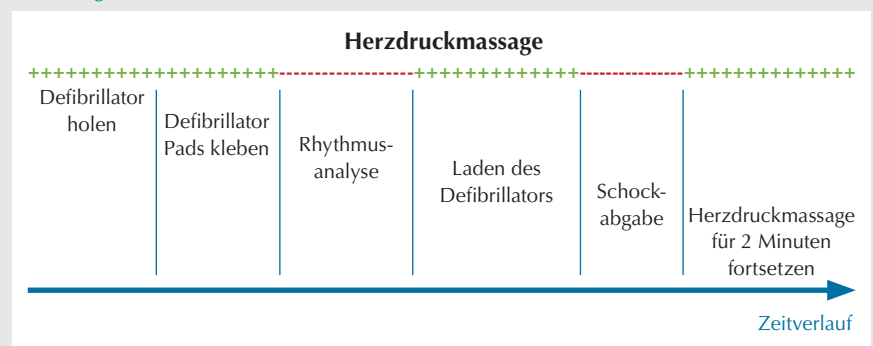 Herzdruckmassage
++++++++++++++++++++++++-------------------++++++++++++++---------------++++++++++++++
Defibrillator
holen
Defibrillator
Pads kleben
Rhythmus-
analyse
Laden des
Defibrillators
Schock-
abgabe
Herzdruckmassage
für 2 Minuten
fortsetzen
Zeitverlauf